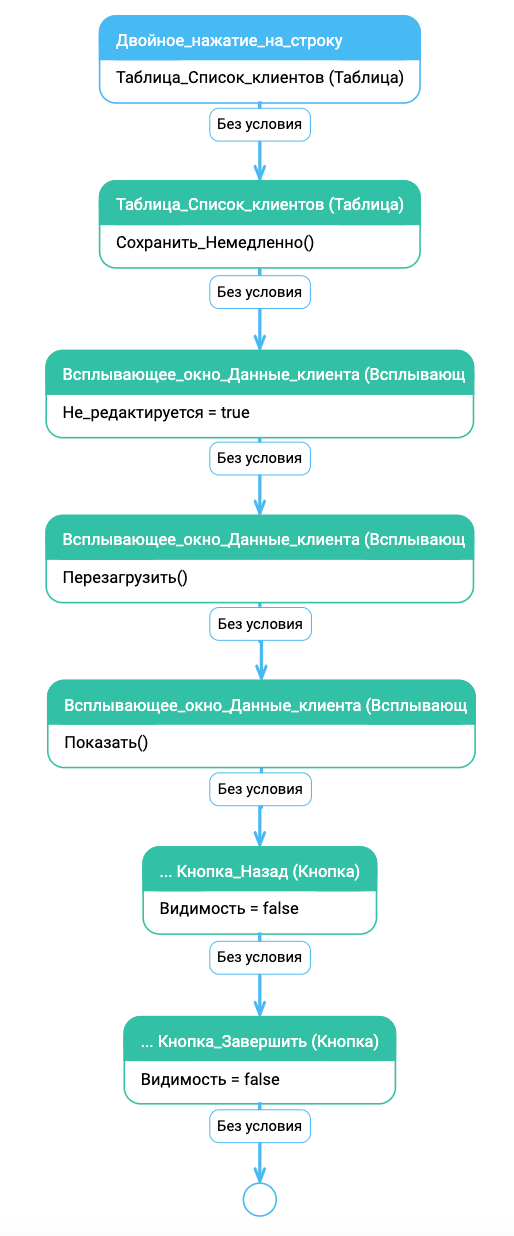 Двойное_нажатие_на_строку
Таблица_Список_клиентов (Таблица)
Без условия
Таблица_Список_клиентов (Таблица)
Сохранить_Немедленно()
Без условия
Всплывающее_окно_Данные_клиента (Всплывающ
Не_редактируется = true
Без условия
Всплывающее_окно_Данные_клиента (Всплывающ
Перезагрузить()
Без условия
Всплывающее_окно_Данные_клиента (Всплывающ
Показать()
Без условия
... Кнопка_Назад (Кнопка)
Видимость = false
Без условия
... Кнопка_Завершить (Кнопка)
Видимость = false
Без условия